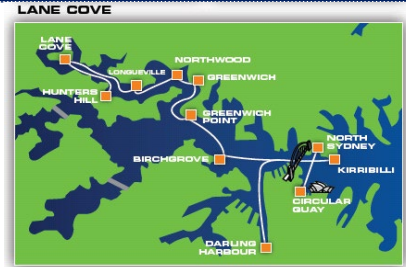 LANE COVE
LANE
COVE
NORTHWOOD
LONGUEVILLE
GREENWICH
HUNTERS
HILL
GREENWICH
POINT
NORTH
SYDNEY
BIRCHGROVE
KIRRIBILLI
CIRCULAR
QUAY
DARLING
HARBOUR